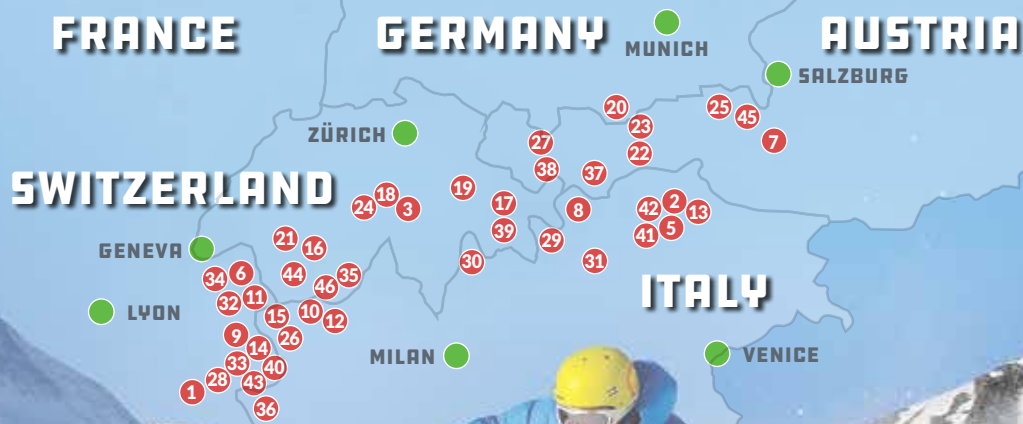 FRANCE GERMANY AUSTRIA
MUNICH
SALZBURG
20 25 45
ZÜRICH 23 7
27 22
38 37
SWITZERLAND 19
24 18 3 17 8 42 2 13
21 16 39 29 41 5
GENEVA
34 6 44 46 35 30 31
ITALY
32 11
LYON 15 10 12
9 14 26
MILAN VENICE
33 40
1 28 43
36